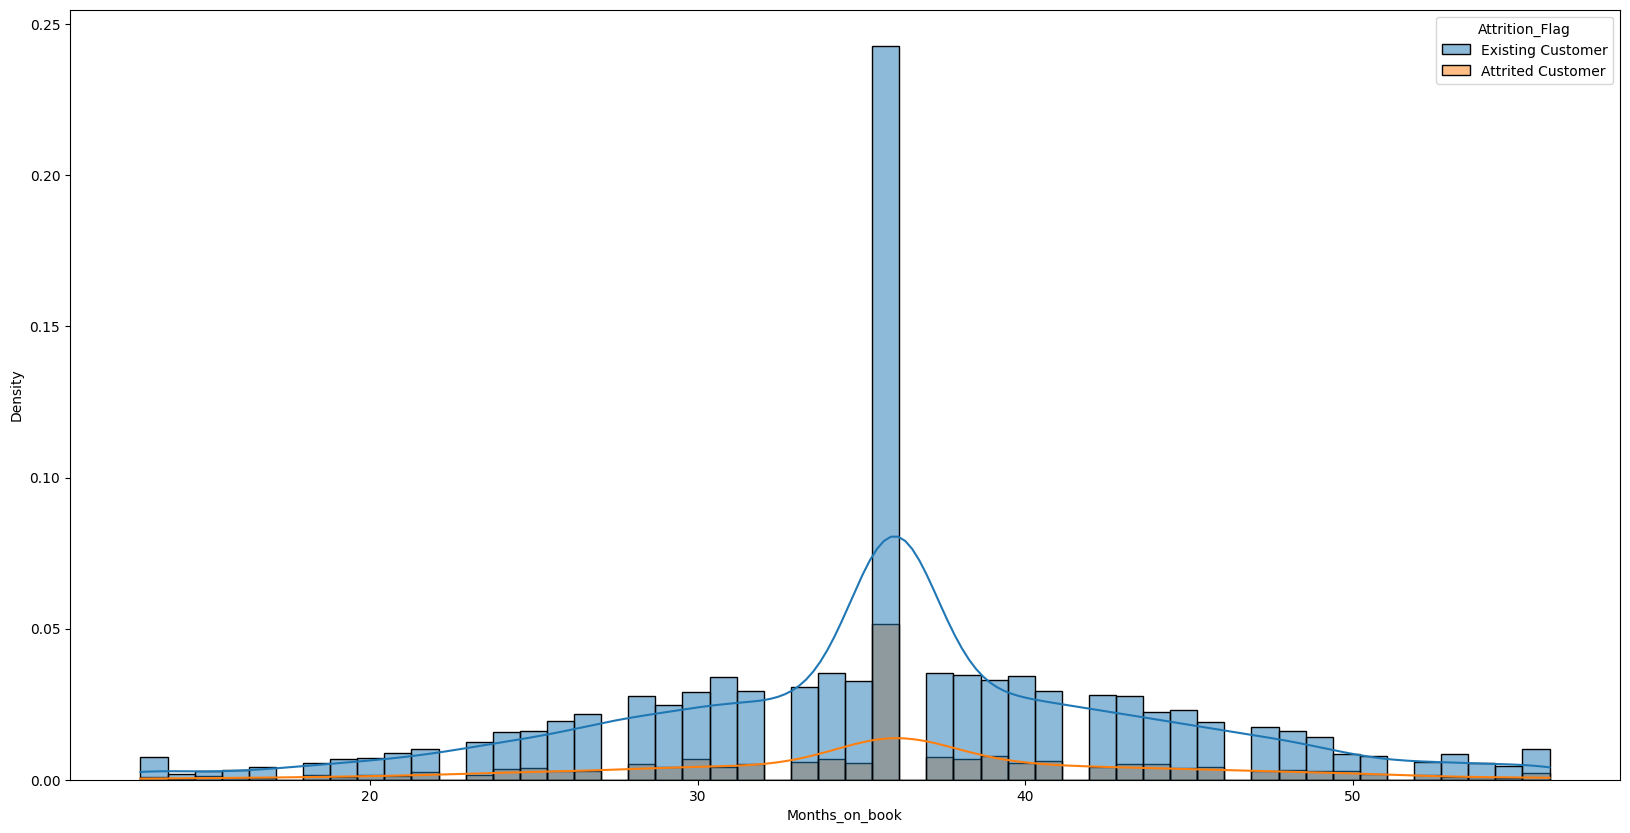 Attrition_Flag
Existing Customer
Attrited Customer
0.25
0.20
0.15
0.10
0.05
0.00
Density
20 30 40 50
Months_on_book